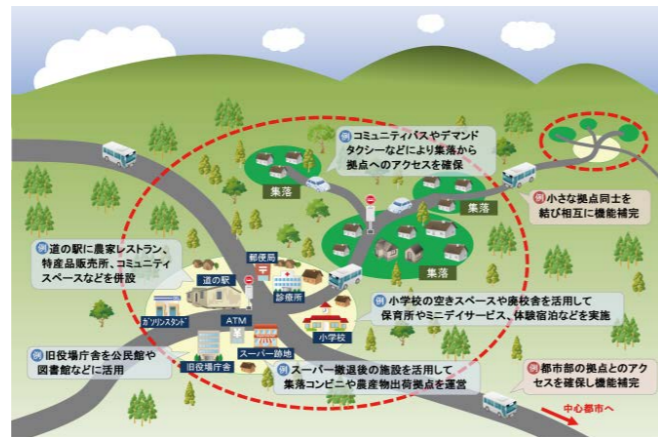 例 コミュニティバスやデマンド
タクシーなどにより集落から
拠点へのアクセスを確保
集落
集落
例 小さな拠点同士を
結び相互に機能補完
集落
例 道の駅に農家レストラン、
特産品販売所、コミュニティ
スペースなどを併設
郵便局
道の駅
診療所
ガソリンスタンド
ATM
小学校
例 小学校の空きスペースや廃校舎を活用して
保育所やミニデイサービス、体験宿泊などを実施
例 旧役場庁舎を公民館や
図書館などに活用
旧役場庁舎
スーパー跡地
例 スーパー撤退後の施設を活用して
集落コンビニや農産物出荷拠点を運営
例 都市部の拠点とのアク
セスを確保し機能補完
中心都市へ